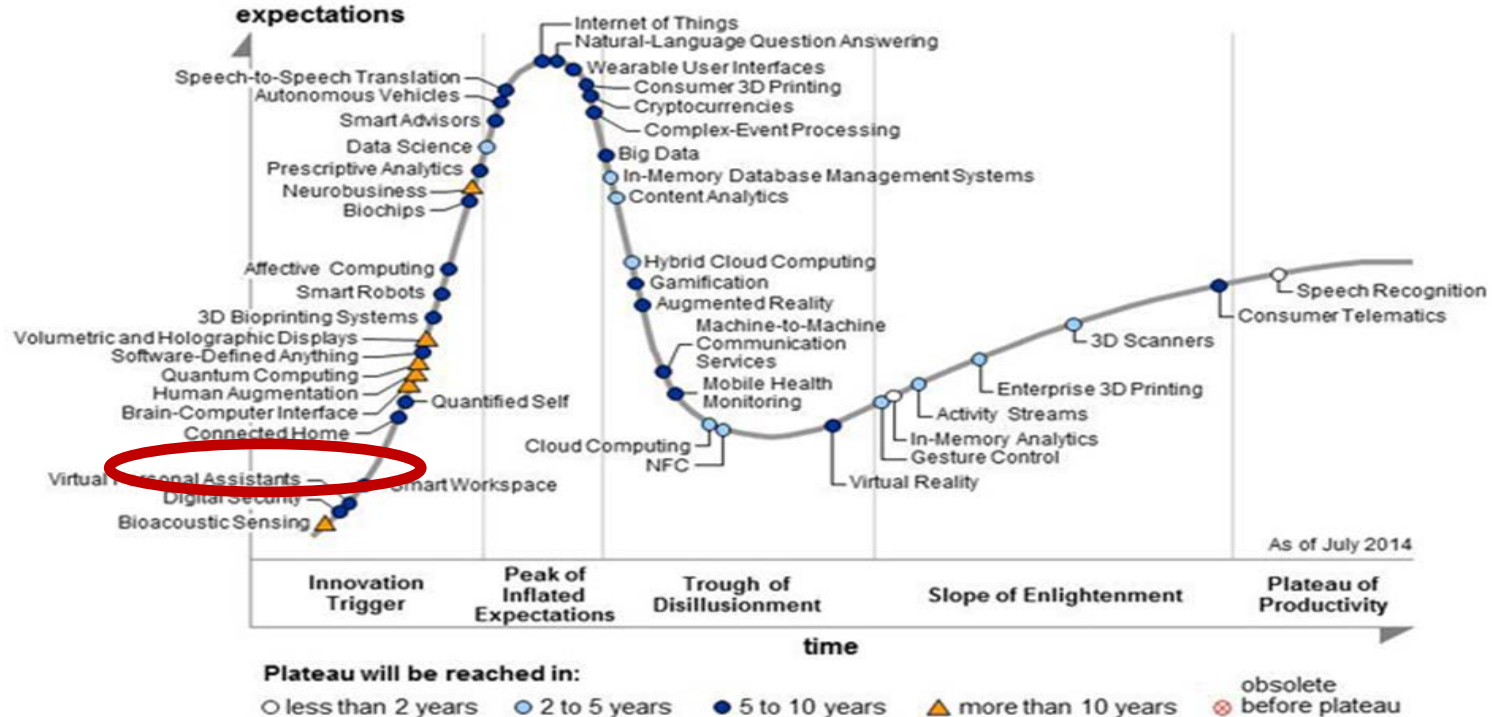 expectations
Internet of Things
Natural-Language Question Answering
Wearable User Interfaces
Consumer 3D Printing
Cryptocurrencies
Complex-Event Processing
Speech-to-Speech Translation
Autonomous Vehicles
Smart Advisors
Data Science
Prescriptive Analytics
Neurobusiness
Biochips
Big Data
In-Memory Database Management Systems
Content Analytics
Affective Computing
Smart Robots
3D Bioprinting Systems
Volumetric and Holographic Displays
Software-Defined Anything
Quantum Computing
Human Augmentation
Brain-Computer Interface
Quantified Self
Connected Home
Virtual Personal Assistants
Smart Workspace
Digital Security
Bioacoustic Sensing
Hybrid Cloud Computing
Gamification
Augmented Reality
Machine-to-Machine
Communication
Services
Mobile Health
Monitoring
Cloud Computing
NFC
Virtual Reality
Gesture Control
In-Memory Analytics
Activity Streams
Enterprise 3D Printing
3D Scanners
Consumer Telematics
Speech Recognition
As of July 2014
Innovation
Trigger
Peak of
Inflated
Expectations
Trough of
Disillusionment
Slope of Enlightenment
Plateau of
Productivity
time
Plateau will be reached in:
less than 2 years
2 to 5 years
5 to 10 years
more than 10 years
obsolete
before plateau